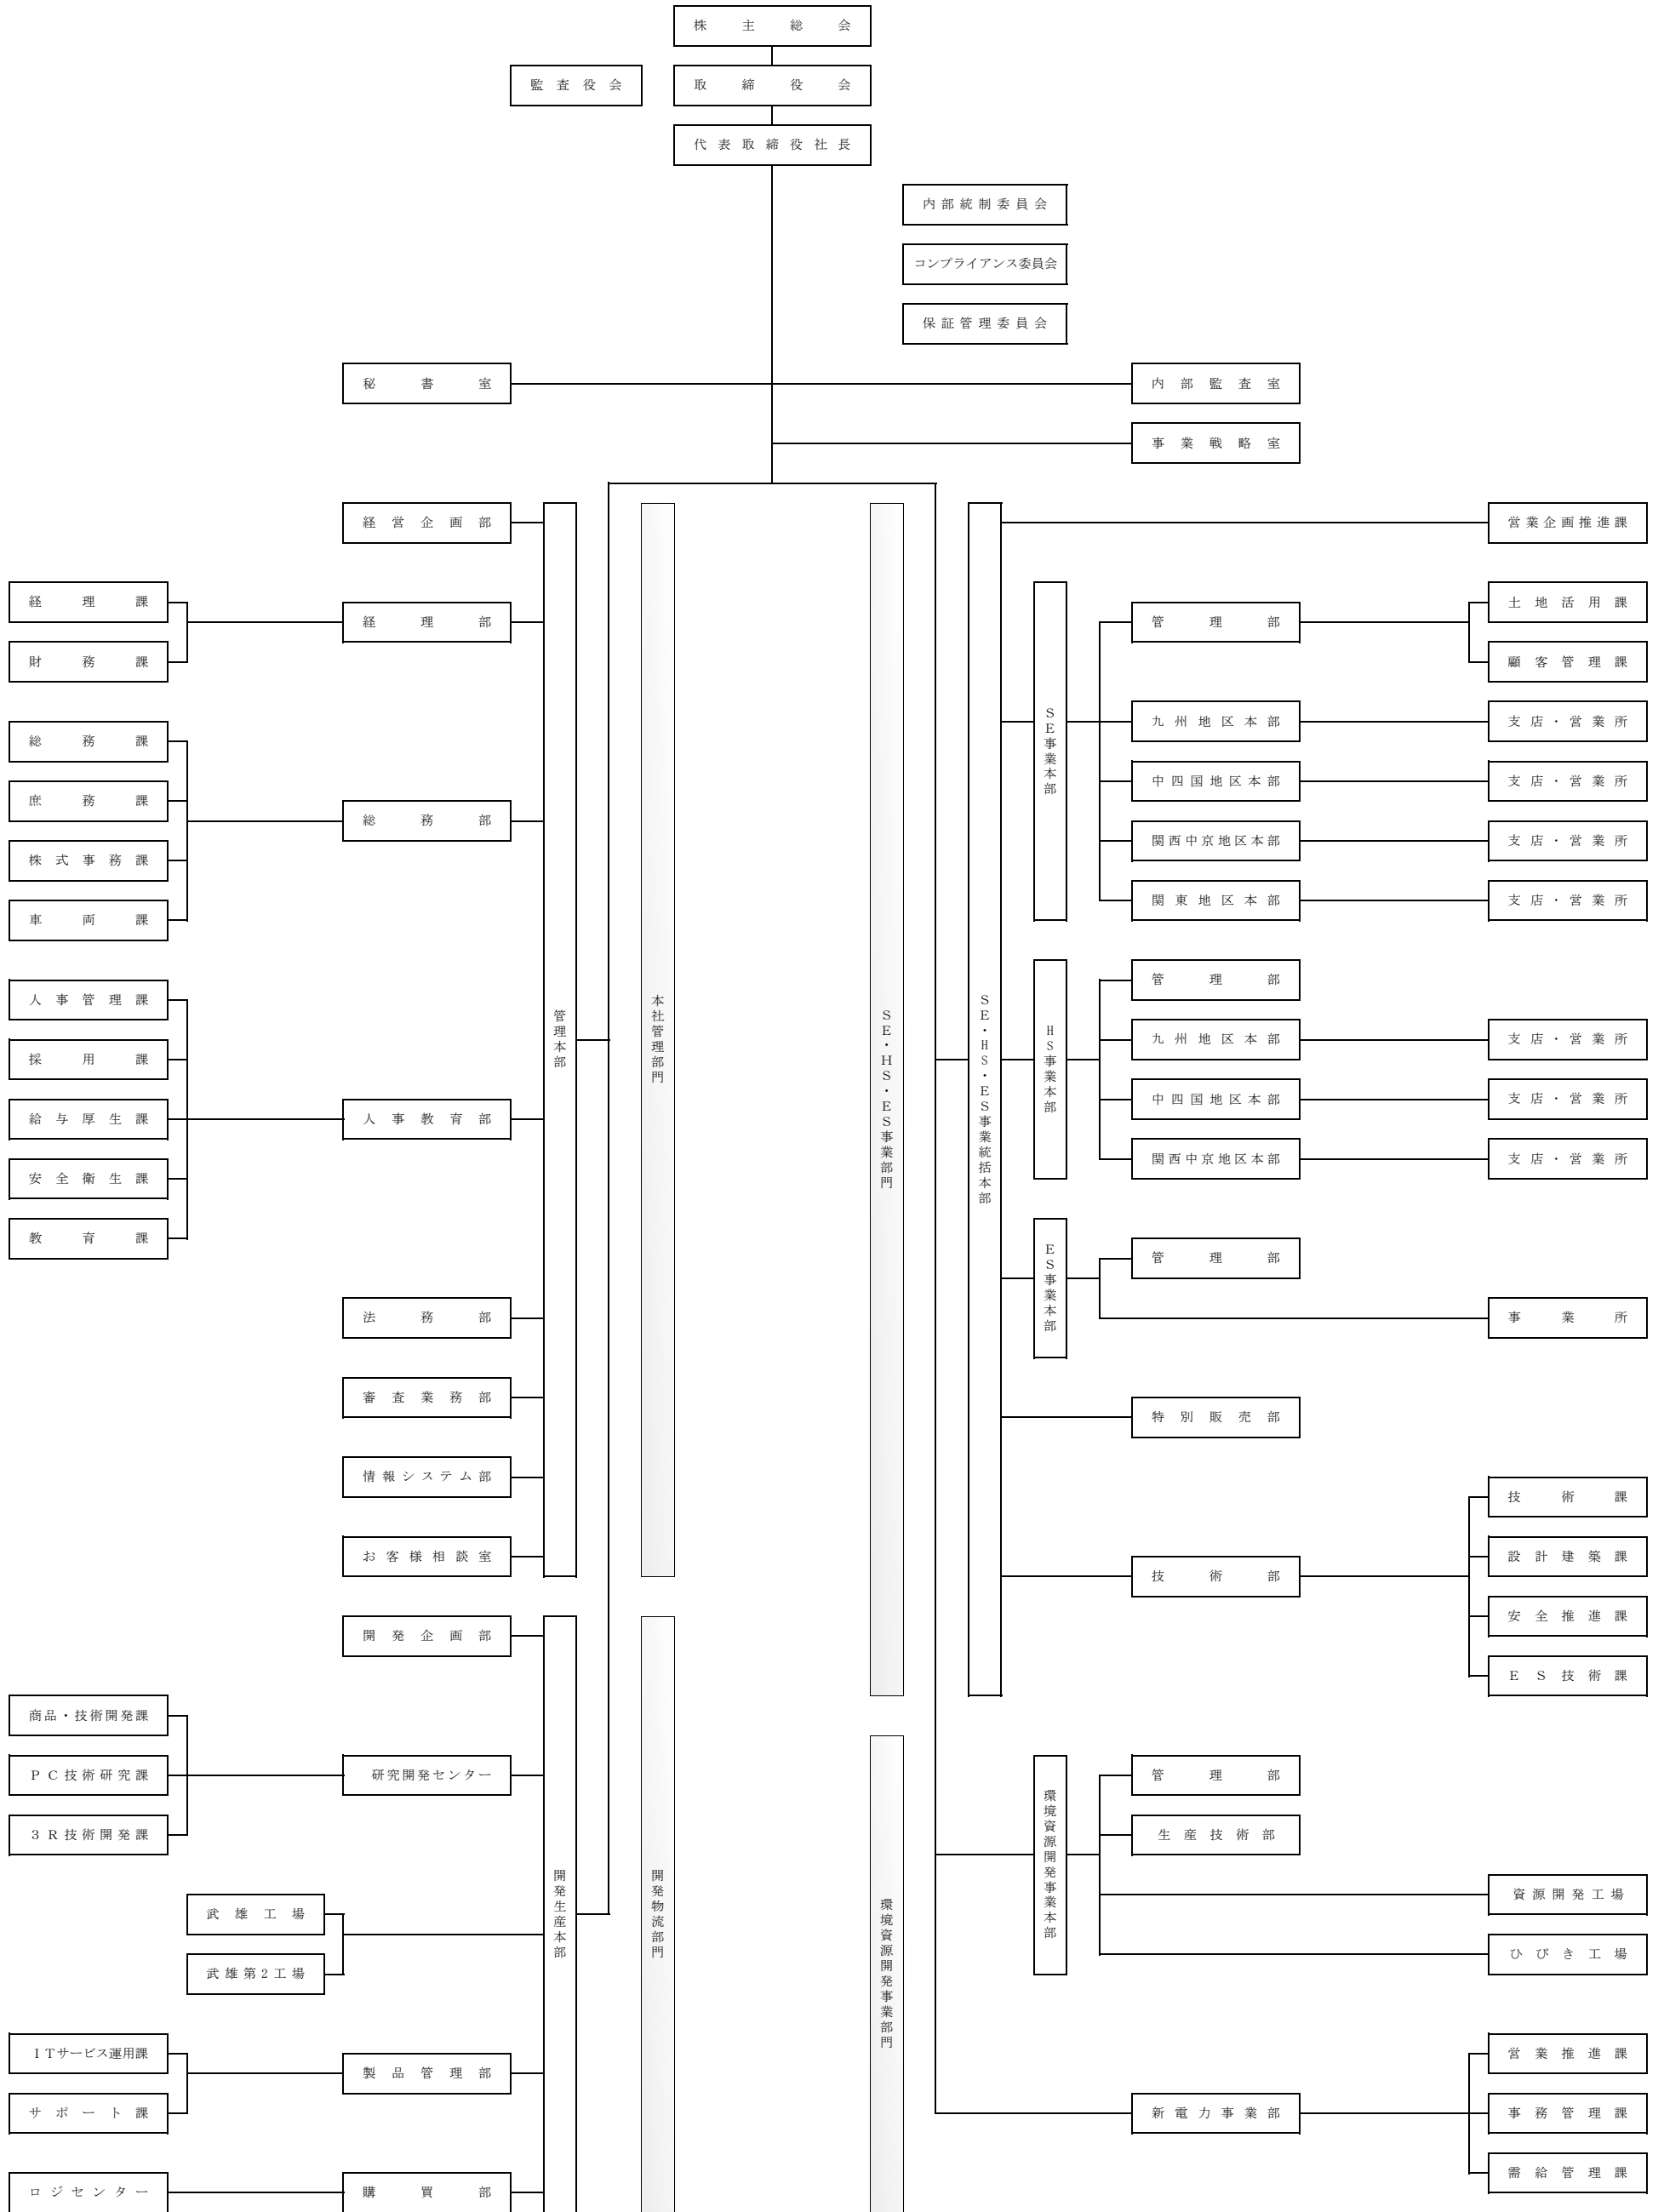 株主総会
監査役会
取締役会
代表取締役社長
内部統制委員会
コンプライアンス委員会
保証管理委員会
秘書室
内部監査室
事業戦略室
経営企画部
営業企画推進課
経理課
経理部
財務課
総務課
庶務課
総務部
株式事務課
車両課
人事管理課
採用課
給与厚生課
人事教育部
安全衛生課
教育課
法務部
審査業務部
情報システム部
お客様相談室
管理本部
本社管理部門
開発企画部
商品・技術開発課
PC技術研究課
研究開発センター
3R技術開発課
武雄工場
武雄第2工場
ITサービス運用課
製品管理部
サポート課
ロジセンター
購買部
開発生産本部
開発物流部門
SE・HS・ES事業部門
SE・HS・ES事業統括本部
SE事業本部
管理部
土地活用課
顧客管理課
九州地区本部
支店・営業所
中四国地区本部
支店・営業所
関西中京地区本部
支店・営業所
関東地区本部
支店・営業所
HS事業本部
管理部
九州地区本部
支店・営業所
中四国地区本部
支店・営業所
関西中京地区本部
支店・営業所
ES事業本部
管理部
事業所
特別販売部
技術部
技術課
設計建築課
安全推進課
ES技術課
環境資源開発事業部門
環境資源開発事業本部
管理部
生産技術部
資源開発工場
ひびき工場
新電力事業部
営業推進課
事務管理課
需給管理課